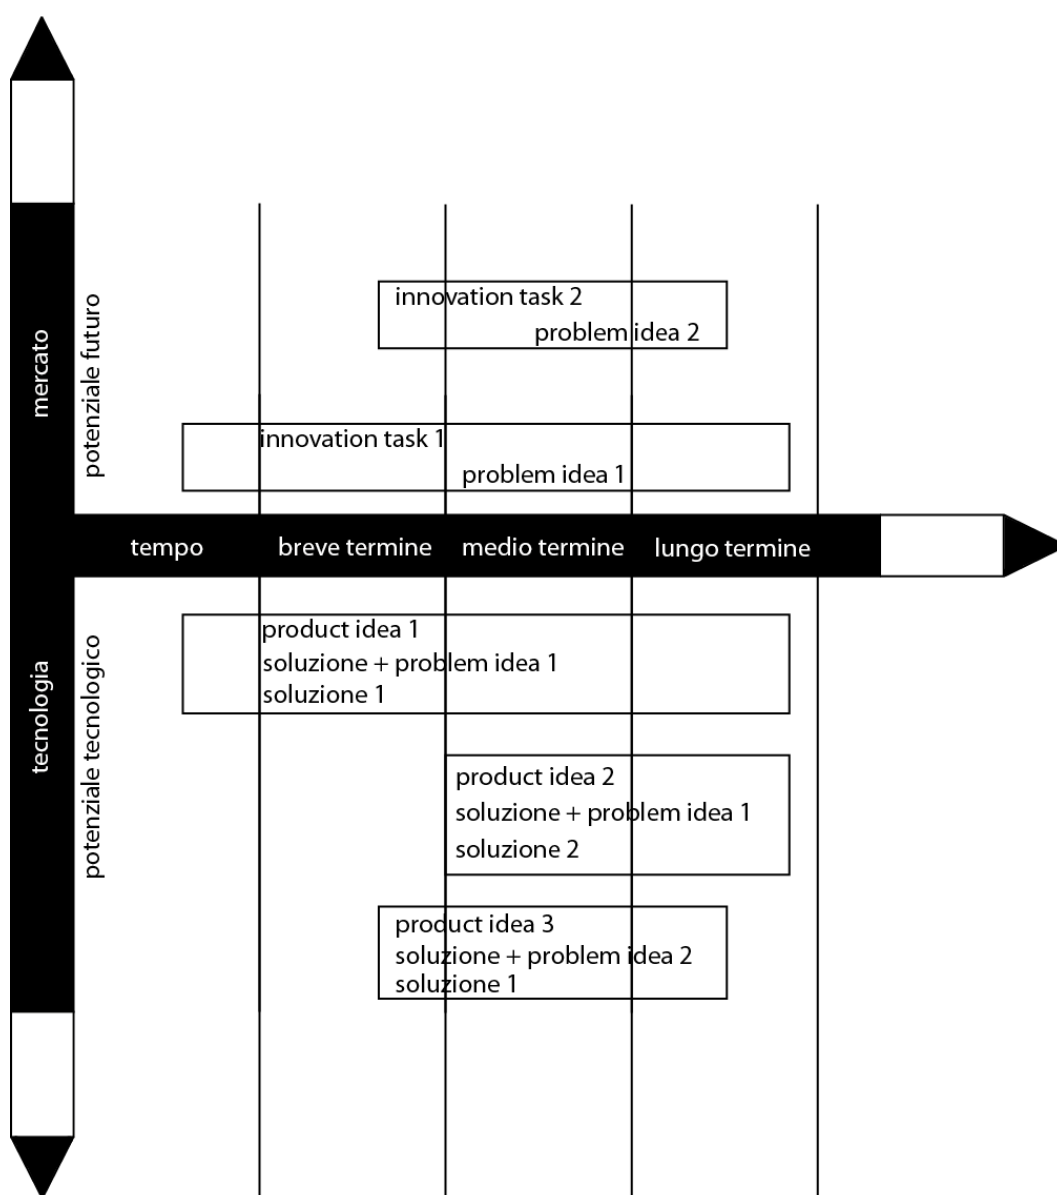 mercato
potenziale futuro
innovation task 2
problem idea 2
innovation task 1
problem idea 1
tempo
breve termine
medio termine
lungo termine
tecnologia
potenziale tecnologico
product idea 1
soluzione + problem idea 1
soluzione 1
product idea 2
soluzione + problem idea 1
soluzione 2
product idea 3
soluzione + problem idea 2
soluzione 1